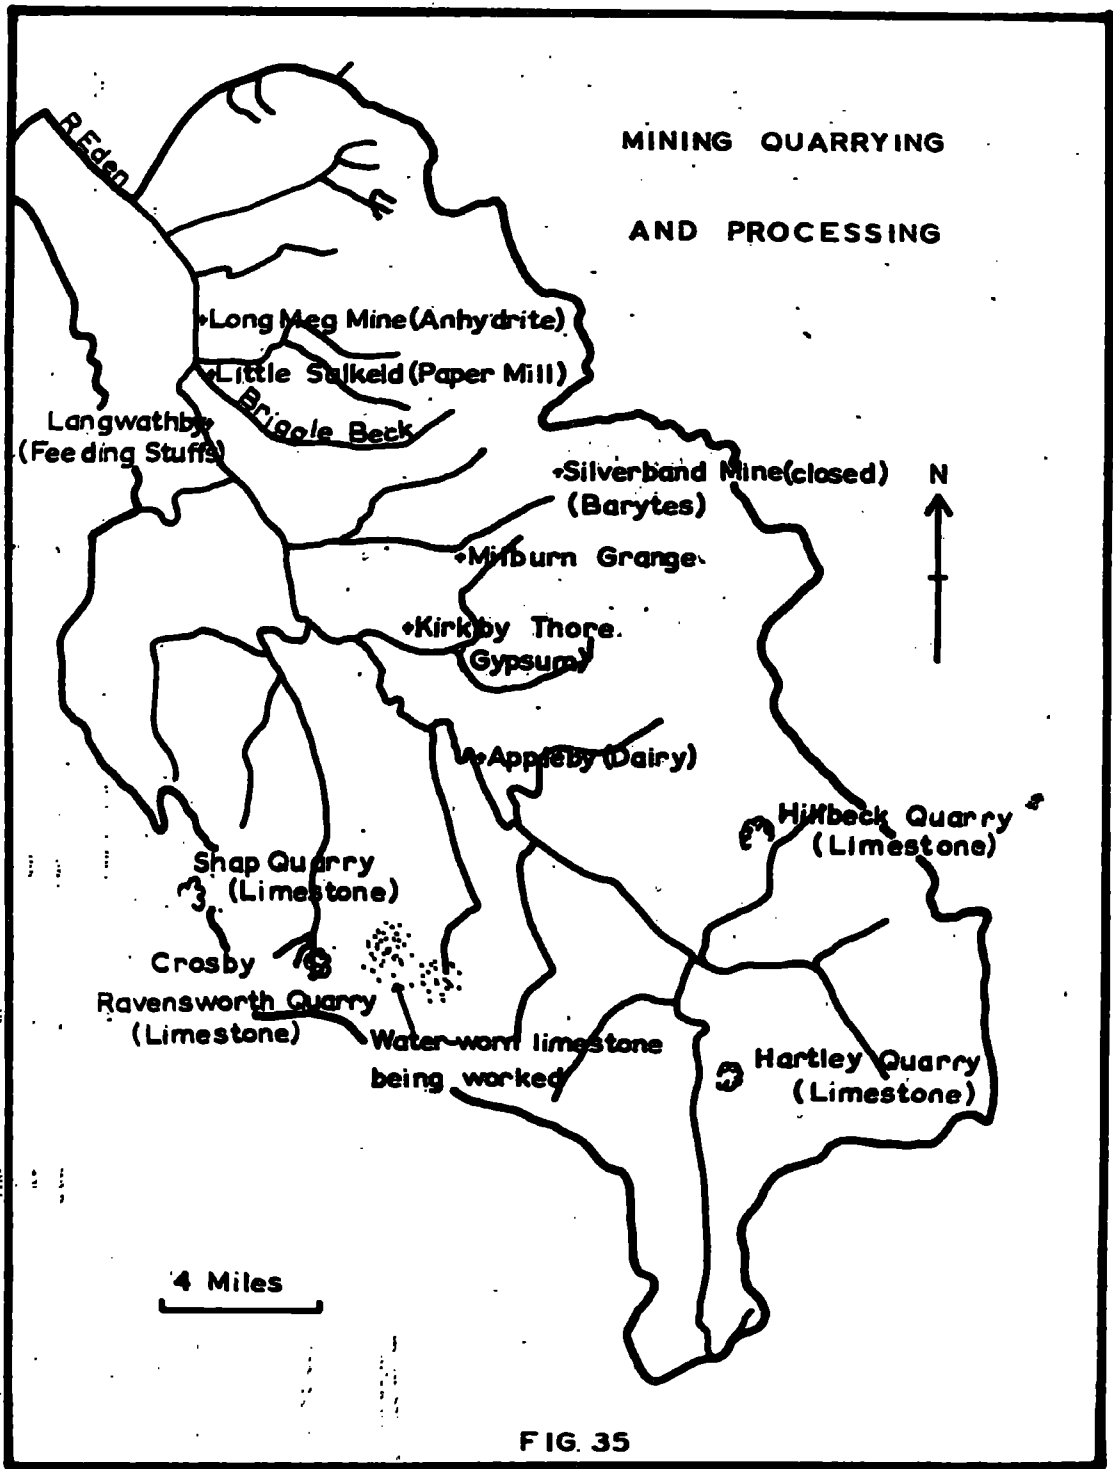 MINING QUARRYING
AND PROCESSING
R Eden
Long Meg Mine (Anhydrite)
Little Salkeld (Paper Mill)
Briggle Beck
Langwathby
(Feeding Stuffs)
Silverband Mine (closed)
(Barytes)
N
Milburn Grange
Kirkby Thore
Gypsum)
Appleby (Dairy)
Hillbeck Quarry
(Limestone)
Shap Quarry
(Limestone)
Crosby
Ravensworth Quarry
(Limestone)
Water-worn limestone
being worked
Hartley Quarry
(Limestone)
4 Miles
FIG. 35